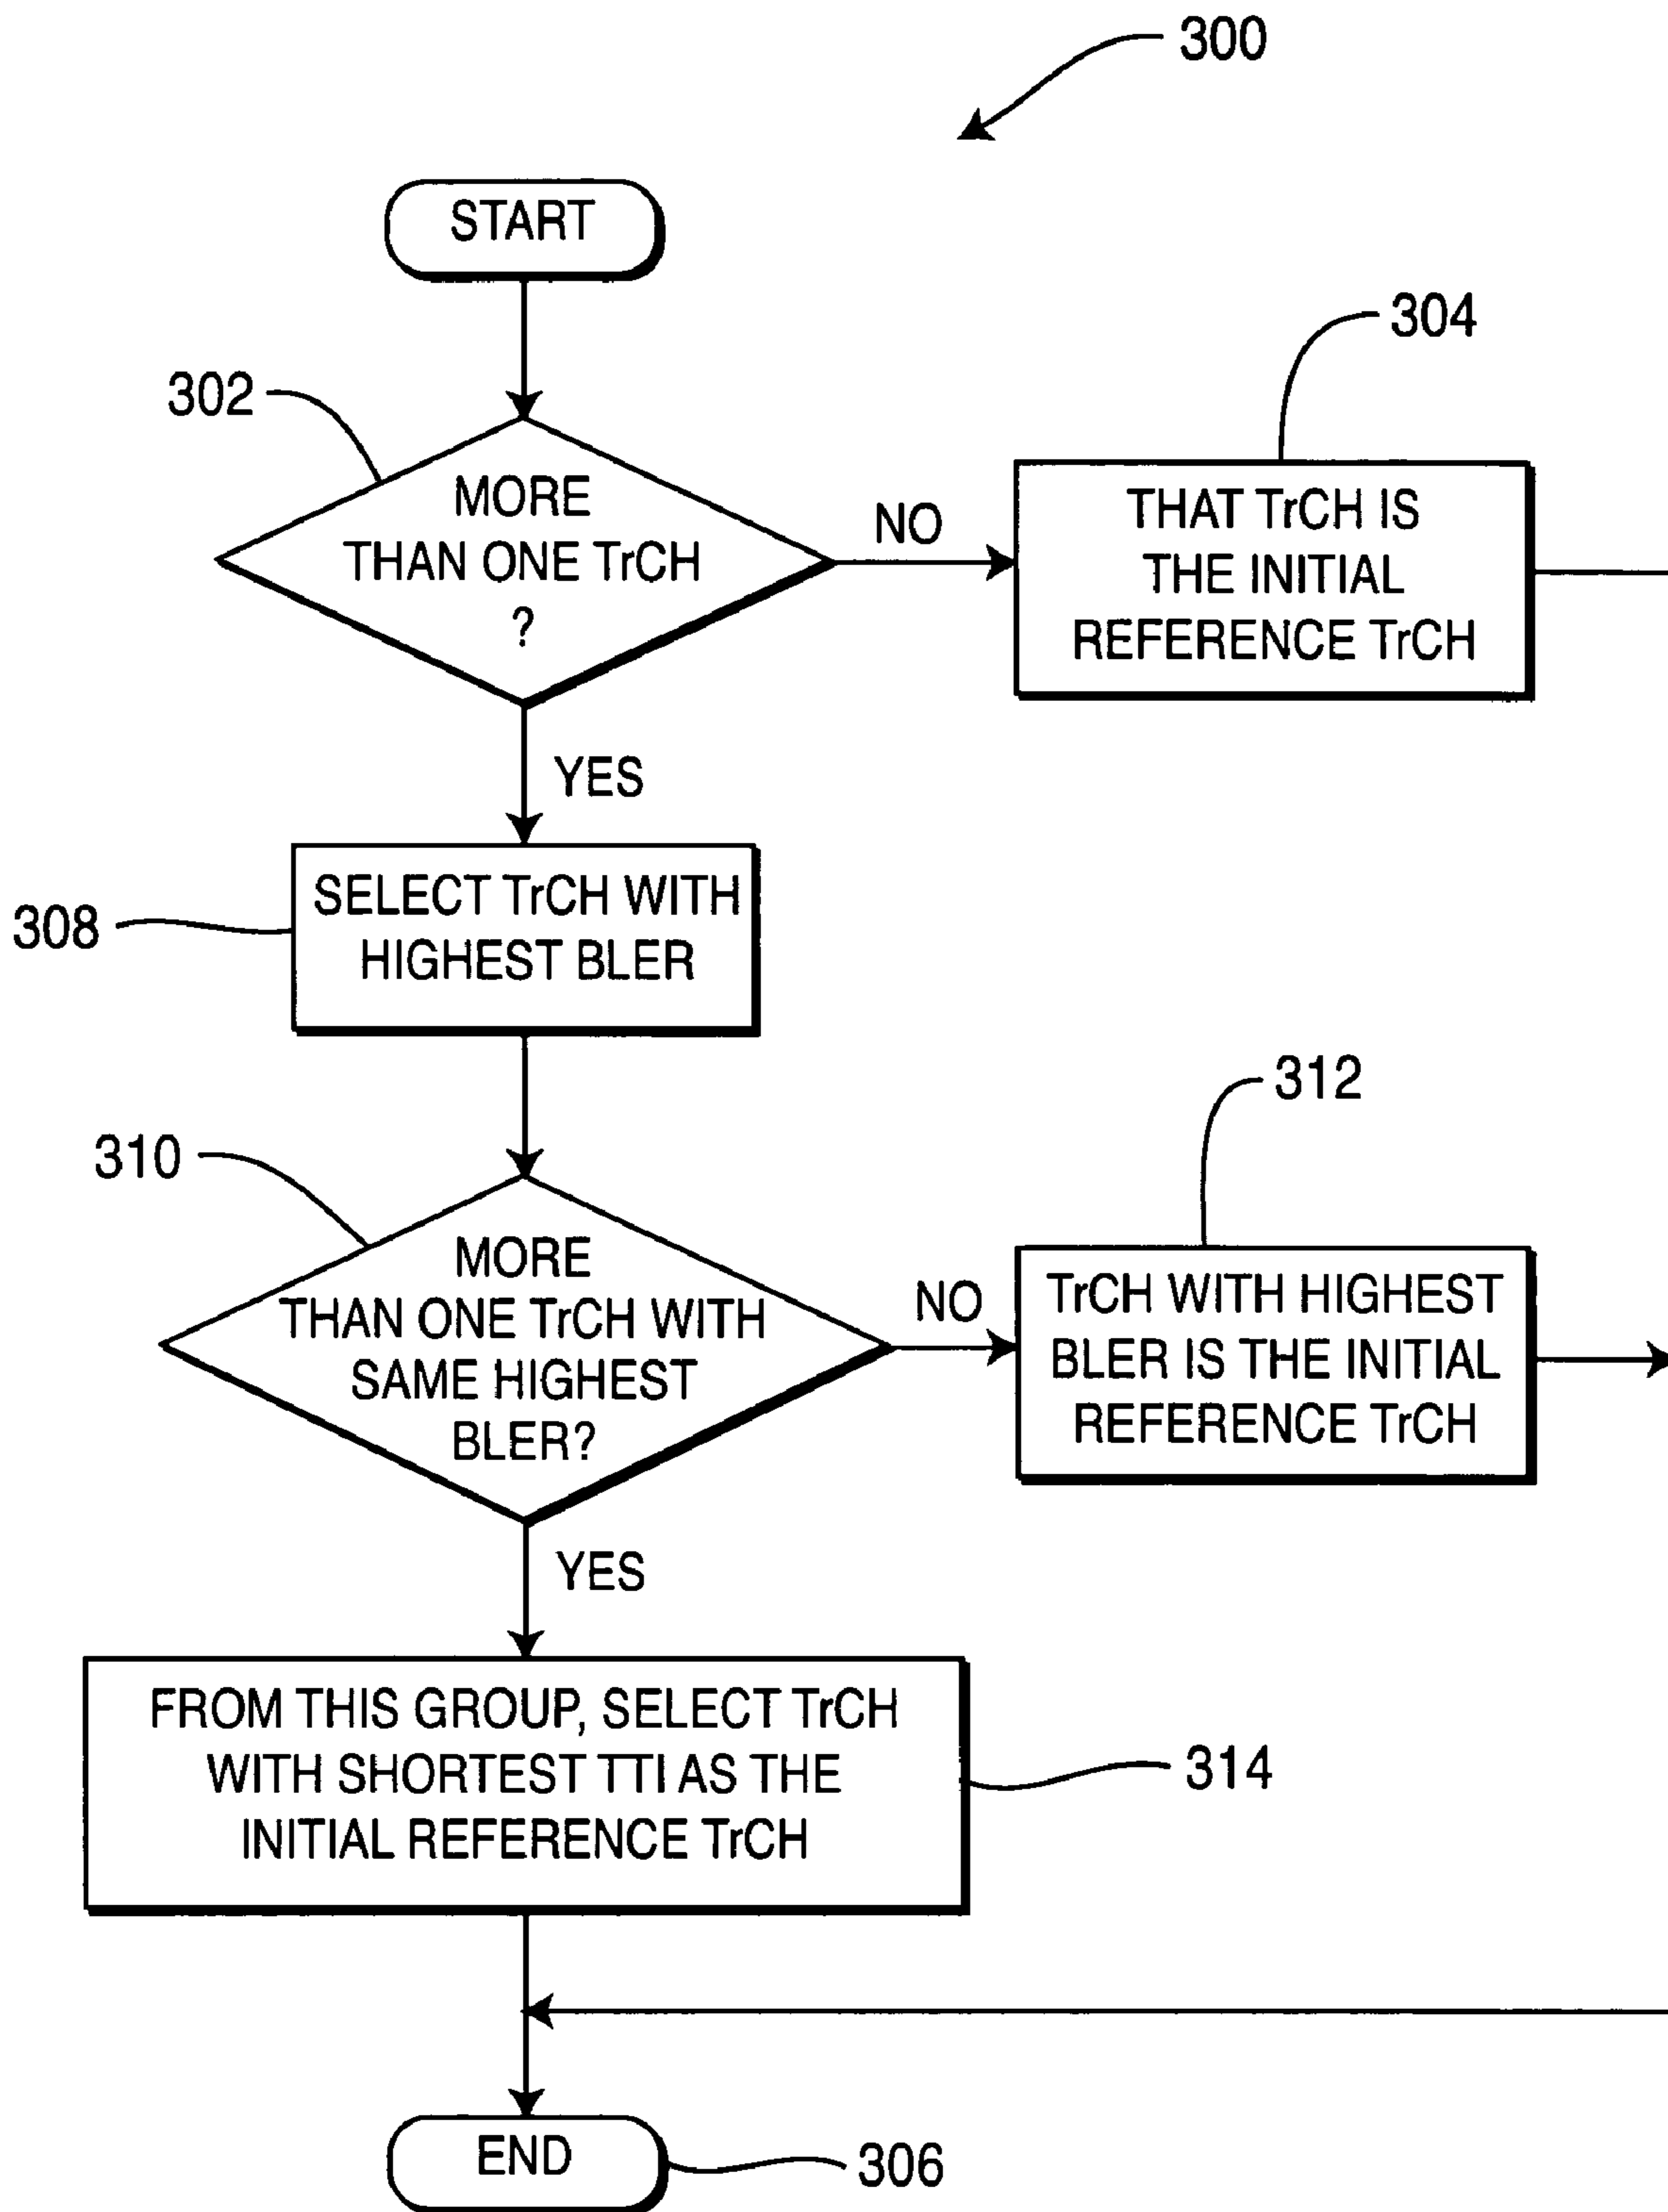 300
START
302
MORE
THAN ONE TrCH
?
NO
304
THAT TrCH IS
THE INITIAL
REFERENCE TrCH
YES
308
SELECT TrCH WITH
HIGHEST BLER
310
MORE
THAN ONE TrCH WITH
SAME HIGHEST
BLER?
NO
312
TrCH WITH HIGHEST
BLER IS THE INITIAL
REFERENCE TrCH
YES
FROM THIS GROUP, SELECT TrCH
WITH SHORTEST TTI AS THE
INITIAL REFERENCE TrCH
314
END
306